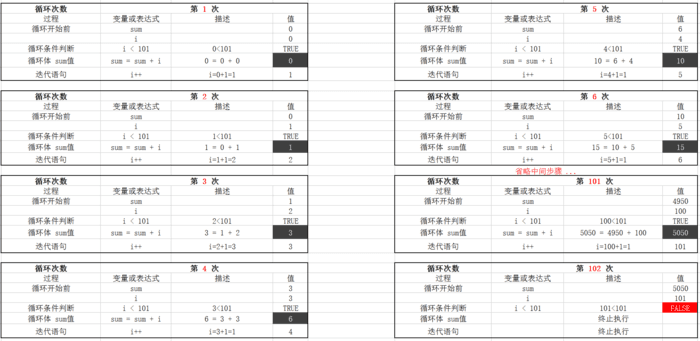 循环次数 第 1 次
过程 变量或表达式 描述 值
循环开始前 sum 0
i 0
循环条件判断 i < 101 0<101 TRUE
循环体 sum值 sum = sum + i 0 = 0 + 0 0
迭代语句 i++ i=0+1=1 1
循环次数 第 2 次
过程 变量或表达式 描述 值
循环开始前 sum 0
i 1
循环条件判断 i < 101 1<101 TRUE
循环体 sum值 sum = sum + i 1 = 0 + 1 1
迭代语句 i++ i=1+1=2 2
循环次数 第 3 次
过程 变量或表达式 描述 值
循环开始前 sum 1
i 2
循环条件判断 i < 101 2<101 TRUE
循环体 sum值 sum = sum + i 3 = 1 + 2 3
迭代语句 i++ i=2+1=3 3
循环次数 第 4 次
过程 变量或表达式 描述 值
循环开始前 sum 3
i 3
循环条件判断 i < 101 3<101 TRUE
循环体 sum值 sum = sum + i 6 = 3 + 3 6
迭代语句 i++ i=3+1=1 4
循环次数 第 5 次
过程 变量或表达式 描述 值
循环开始前 sum 6
i 4
循环条件判断 i < 101 4<101 TRUE
循环体 sum值 sum = sum + i 10 = 6 + 4 10
迭代语句 i++ i=4+1=1 5
循环次数 第 6 次
过程 变量或表达式 描述 值
循环开始前 sum 10
i 5
循环条件判断 i < 101 5<101 TRUE
循环体 sum值 sum = sum + i 15 = 10 + 5 15
迭代语句 i++ i=5+1=1 6
省略中间步骤 ...
循环次数 第 101 次
过程 变量或表达式 描述 值
循环开始前 sum 4950
i 100
循环条件判断 i < 101 100<101 TRUE
循环体 sum值 sum = sum + i 5050 = 4950 + 100 5050
迭代语句 i++ i=100+1=1 101
循环次数 第 102 次
过程 变量或表达式 描述 值
循环开始前 sum 5050
i 101
循环条件判断 i < 101 101<101 FALSE
循环体 sum值 终止执行
迭代语句 终止执行